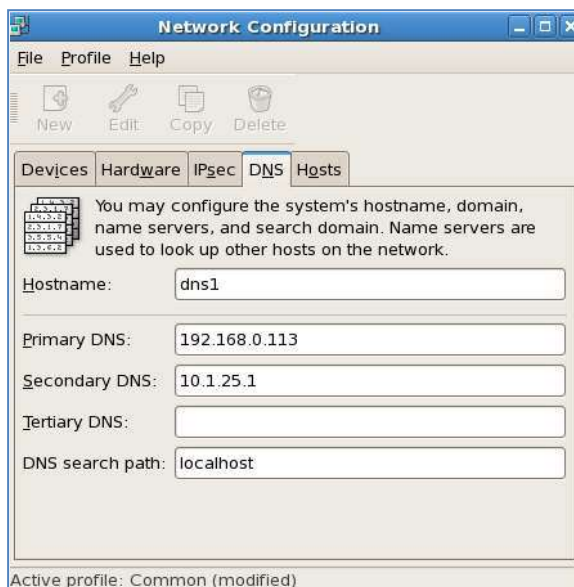 Network Configuration
File Profile Help
New Edit Copy Delete
Devices Hardware IPsec DNS Hosts
You may configure the system's hostname, domain,
name servers, and search domain. Name servers are
used to look up other hosts on the network.
Hostname: dns1
Primary DNS: 192.168.0.113
Secondary DNS: 10.1.25.1
Tertiary DNS:
DNS search path: localhost
Active profile: Common (modified)